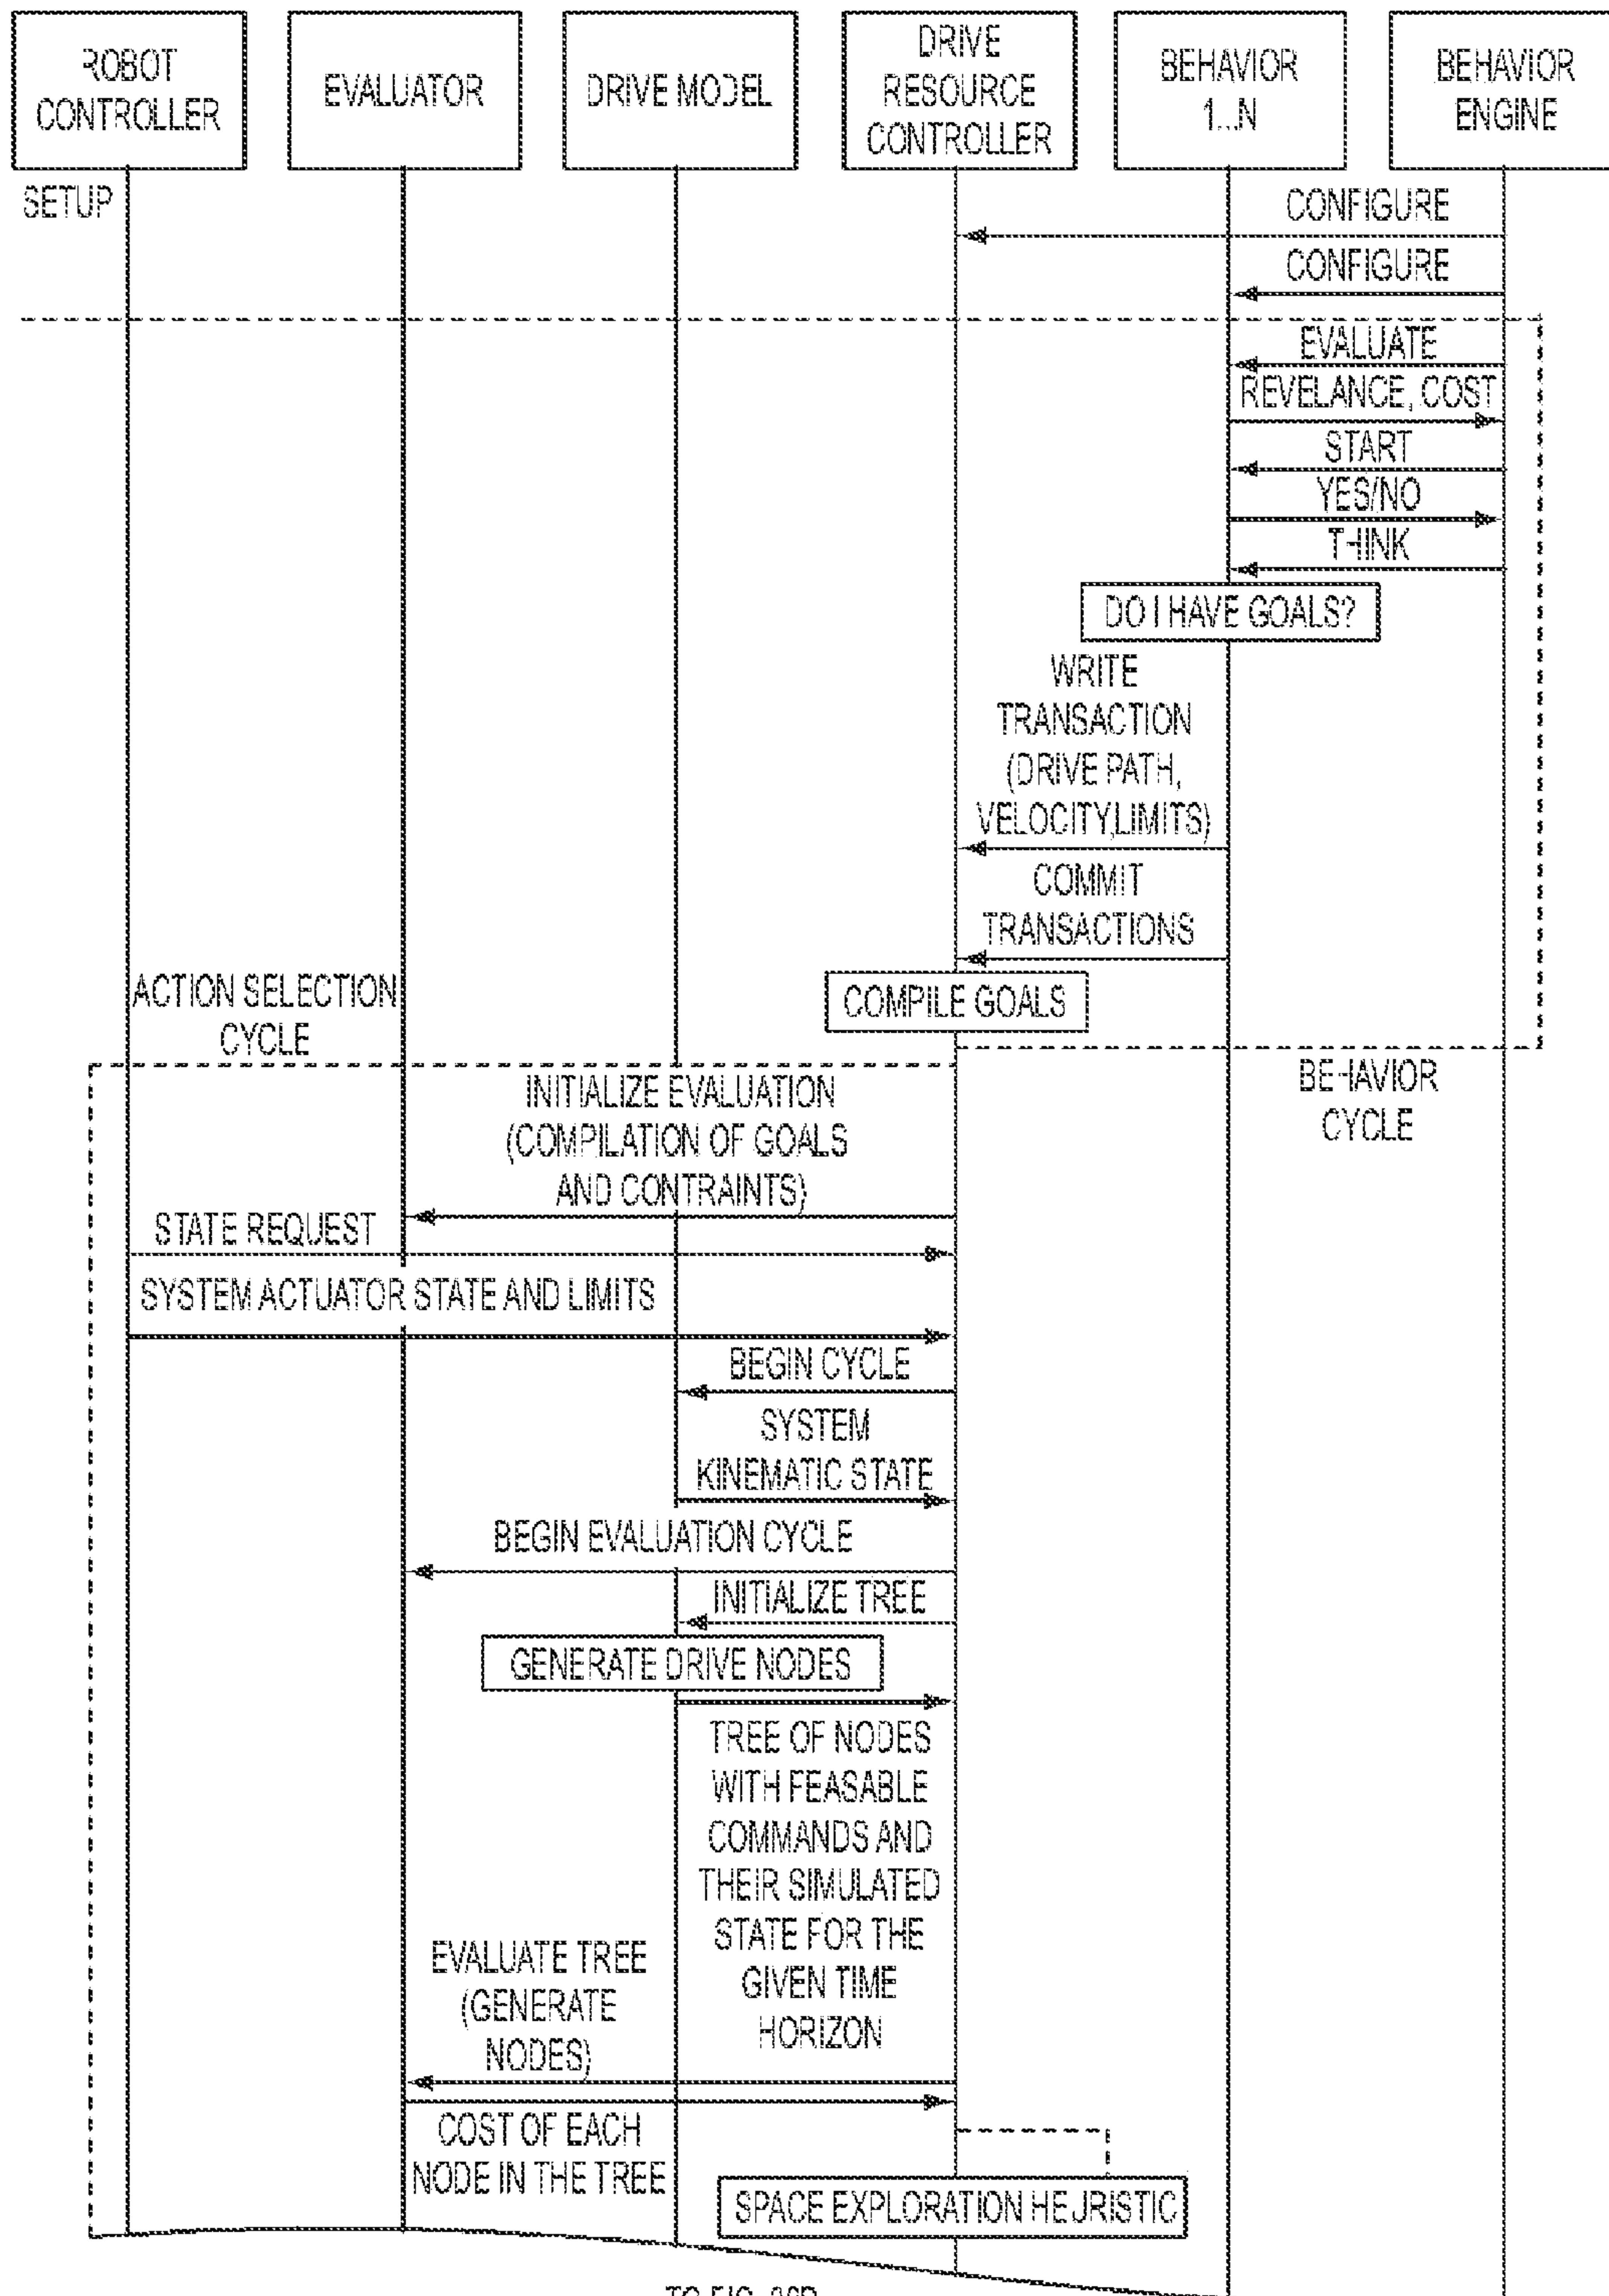 ROBOT
CONTROLLER
EVALUATOR
DRIVE MODEL
DRIVE
RESOURCE
CONTROLLER
BEHAVIOR
1...N
BEHAVIOR
ENGINE
SETUP
CONFIGURE
CONFIGURE
EVALUATE
REVELANCE, COST
START
YES/NO
THINK
DO I HAVE GOALS?
WRITE
TRANSACTION
(DRIVE PATH,
VELOCITY,LIMITS)
COMMIT
TRANSACTIONS
ACTION SELECTION
CYCLE
COMPILE GOALS
BEHAVIOR
CYCLE
INITIALIZE EVALUATION
(COMPILATION OF GOALS
AND CONTRAINTS)
STATE REQUEST
SYSTEM ACTUATOR STATE AND LIMITS
BEGIN CYCLE
SYSTEM
KINEMATIC STATE
BEGIN EVALUATION CYCLE
INITIALIZE TREE
GENERATE DRIVE NODES
TREE OF NODES
WITH FEASABLE
COMMANDS AND
THEIR SIMULATED
STATE FOR THE
GIVEN TIME
HORIZON
EVALUATE TREE
(GENERATE
NODES)
COST OF EACH
NODE IN THE TREE
SPACE EXPLORATION HEURISTIC
TO FIG.